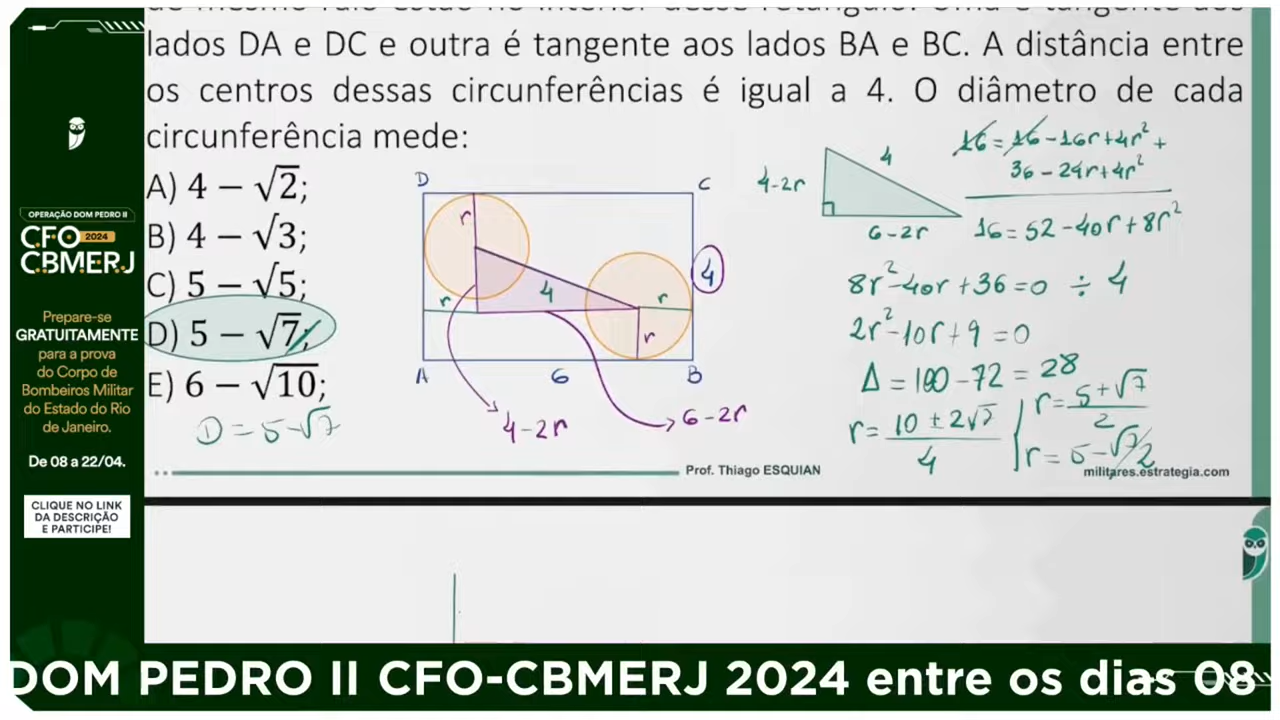 lados DA e DC e outra é tangente aos lados BA e BC. A distância entre
os centros dessas circunferências é igual a 4. O diâmetro de cada
circunferência mede:
A) 4 − √2;
B) 4 − √3;
C) 5 − √5;
D) 5 − √7;
E) 6 − √10;
D = 5-√7
D
C
r
4
4
r
r
r
A
6
B
4-2r
6-2r
4-2r
4
6-2r
16 = 16 - 16r + 4r² +
36 - 24r + 4r²
16 = 52 - 40r + 8r²
8r² - 40r + 36 = 0 ÷ 4
2r² - 10r + 9 = 0
Δ = 100 - 72 = 28
r = 10 ± 2√7
4
r = 5 + √7
2
r = 5 - √7/2
Prof. Thiago ESQUIAN
militares.estrategia.com
OPERAÇÃO DOM PEDRO II
CFO 2024
CBMERJ
Prepare-se
GRATUITAMENTE
para a prova
do Corpo de
Bombeiros Militar
do Estado do Rio
de Janeiro.
De 08 a 22/04.
CLIQUE NO LINK
DA DESCRIÇÃO
E PARTICIPE!
DOM PEDRO II CFO-CBMERJ 2024 entre os dias 08